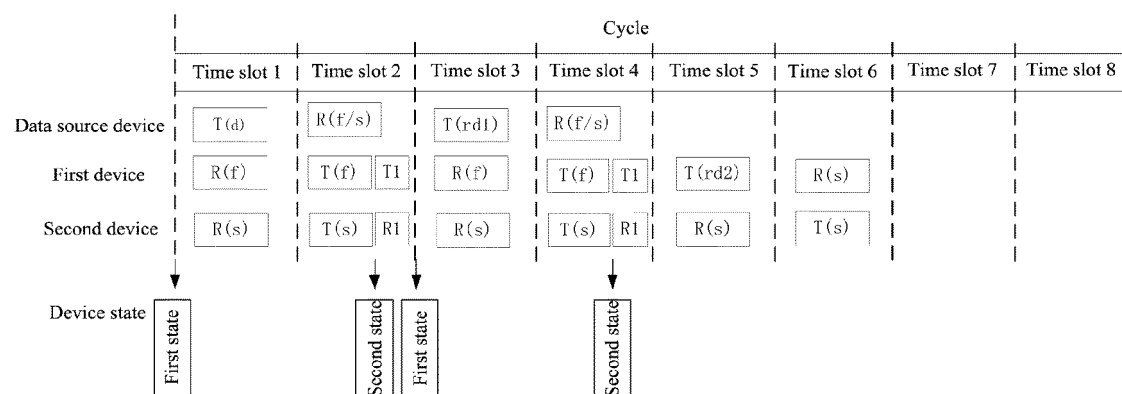 Cycle
Time slot 1 Time slot 2 Time slot 3 Time slot 4 Time slot 5 Time slot 6 Time slot 7 Time slot 8
Data source device T(d) R(f/s) T(rd1) R(f/s)
First device R(f) T(f) T1 R(f) T(f) T1 T(rd2) R(s)
Second device R(s) T(s) R1 R(s) T(s) R1 R(s) T(s)
Device state First state Second state First state Second state